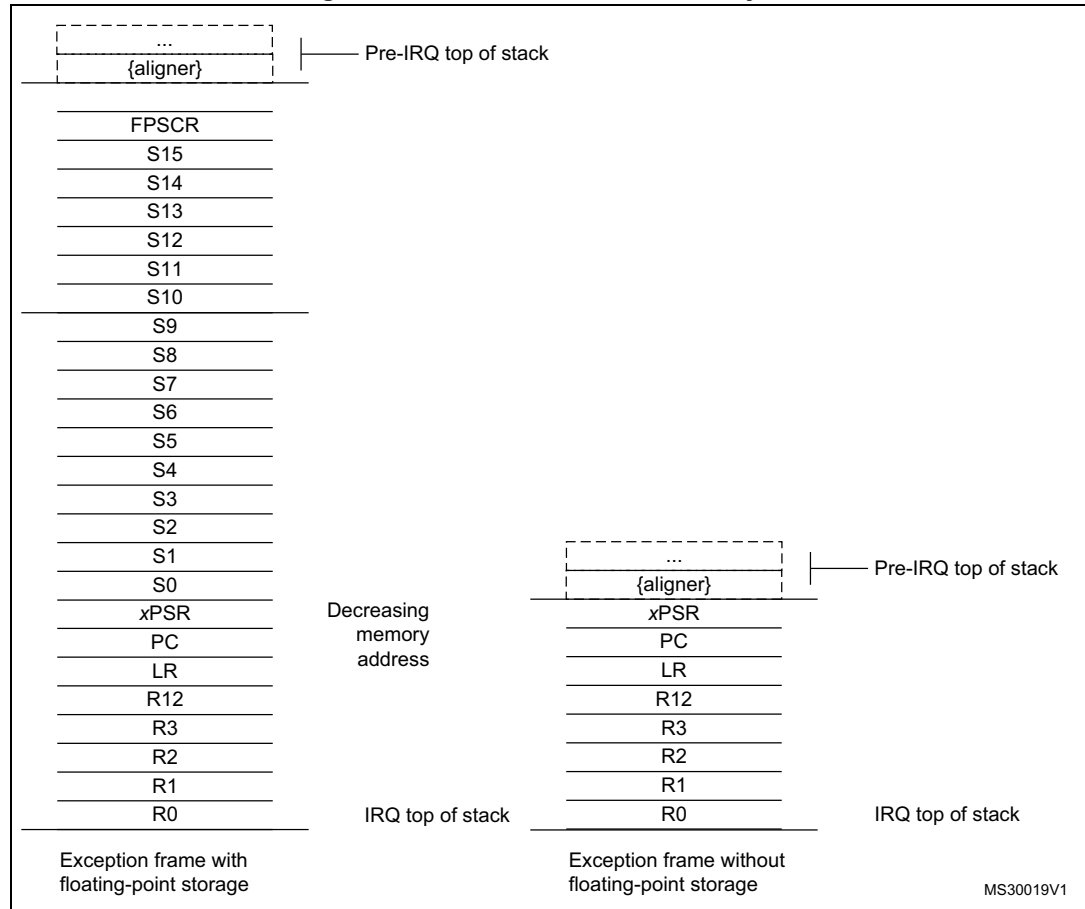 ...
Pre-IRQ top of stack
{aligner}
FPSCR
S15
S14
S13
S12
S11
S10
S9
S8
S7
S6
S5
S4
S3
S2
S1
S0
xPSR
PC
LR
R12
R3
R2
R1
R0
Decreasing
memory
address
IRQ top of stack
Exception frame with
floating-point storage
...
Pre-IRQ top of stack
{aligner}
xPSR
PC
LR
R12
R3
R2
R1
R0
IRQ top of stack
Exception frame without
floating-point storage
MS30019V1